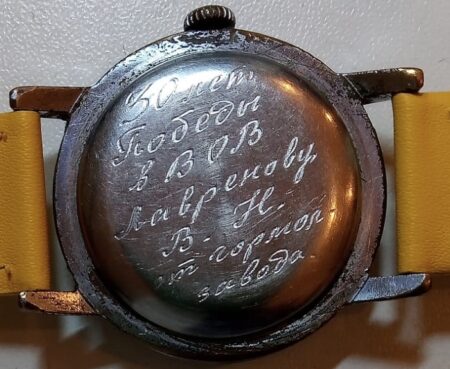 30 лет
Победы
в ВОВ
Лавренову
В. Н.
от гормол-
завода.